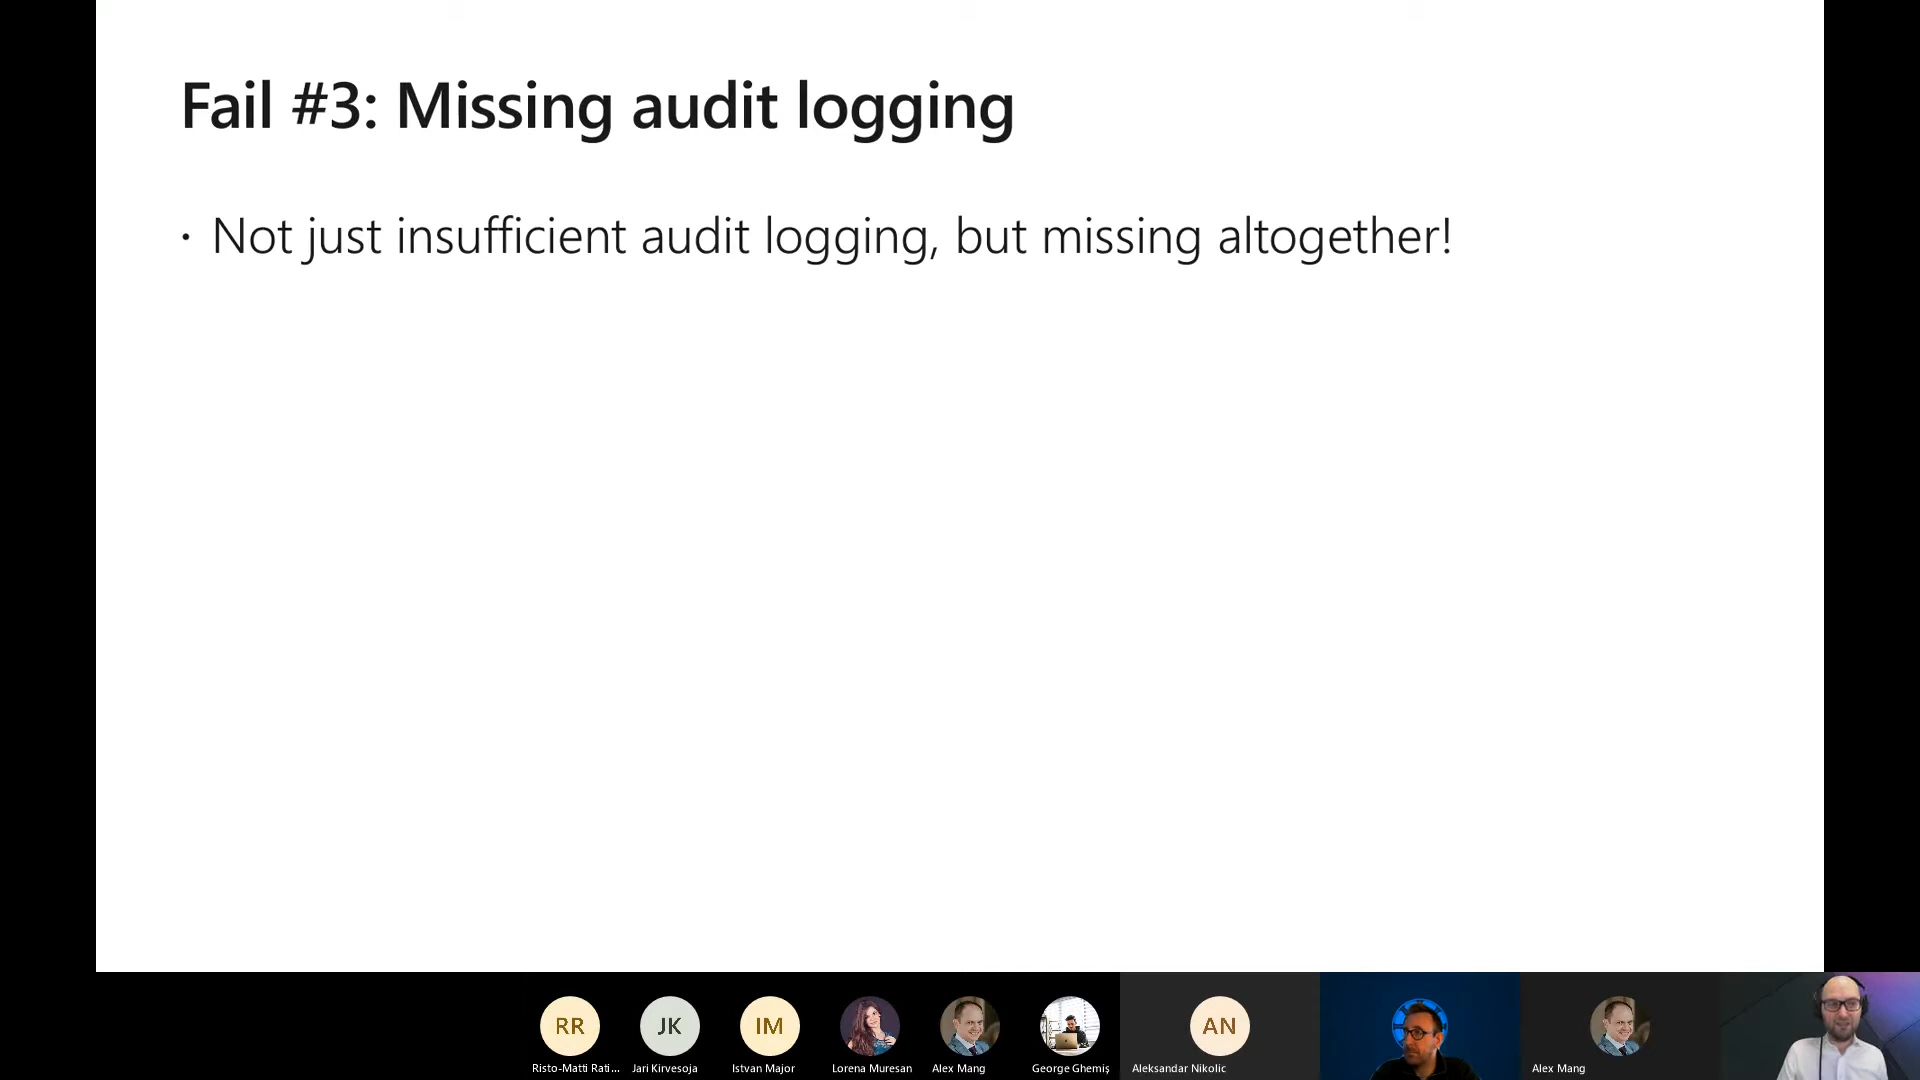 Fail #3: Missing audit logging
· Not just insufficient audit logging, but missing altogether!
RR
JK
IM
AN
Risto-Matti Rati...
Jari Kirvesoja
Istvan Major
Lorena Muresan
Alex Mang
George Ghemiș
Aleksandar Nikolic
Alex Mang